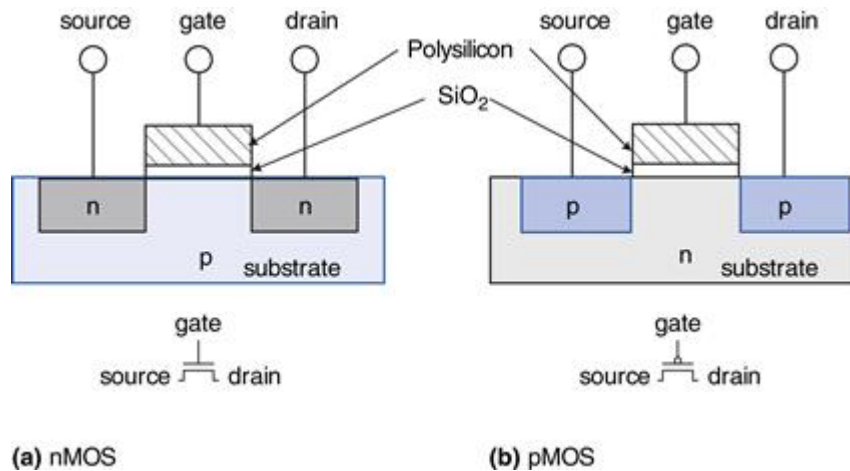 source gate drain
source gate drain
Polysilicon
SiO₂
n n
p
substrate
p p
n
substrate
gate
source drain
gate
source drain
(a) nMOS
(b) pMOS